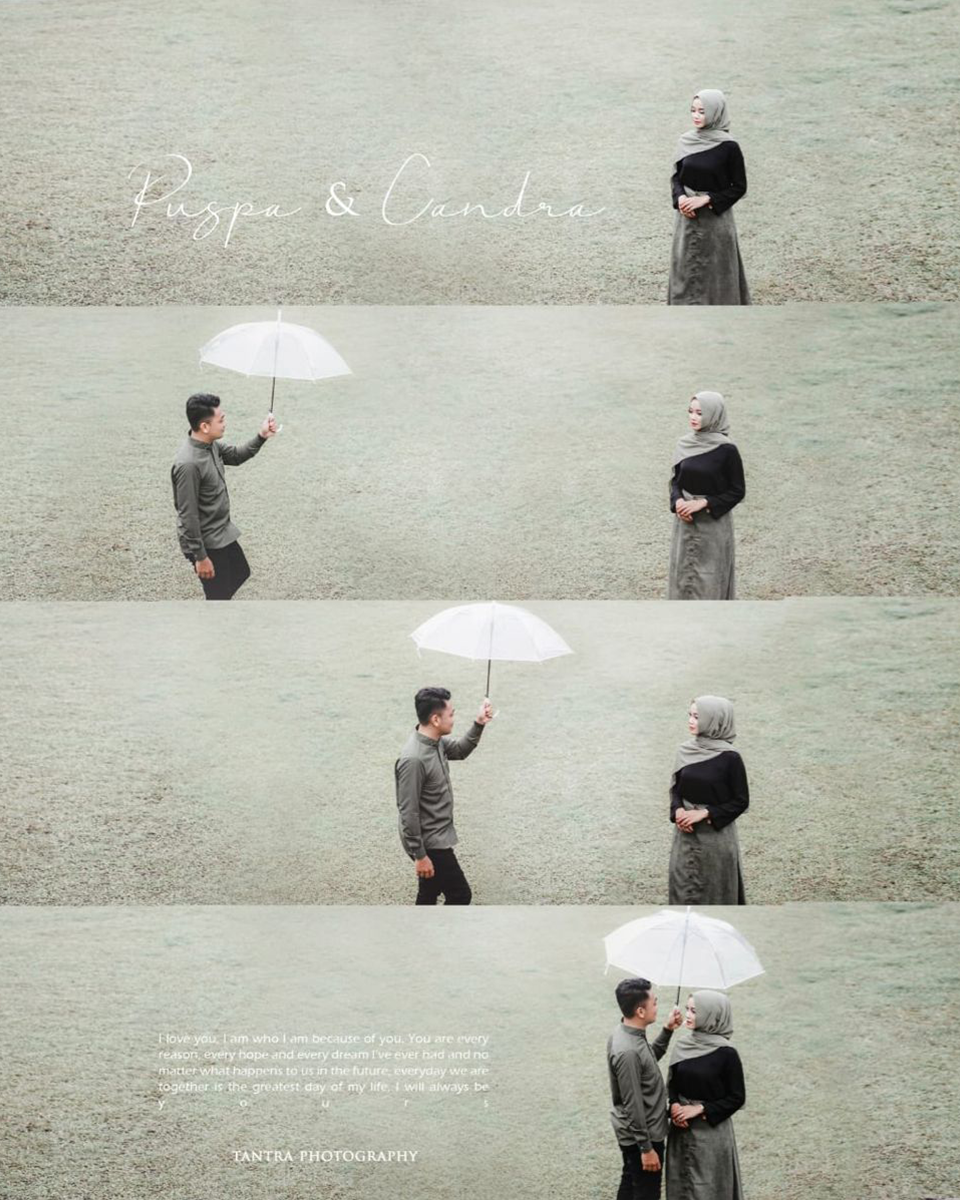 Puspa & Candra
I love you. I am who I am because of you. You are every
reason, every hope and every dream I've ever had and no
matter what happens to us in the future, everyday we are
together is the greatest day of my life. I will always be
y o u r s
TANTRA PHOTOGRAPHY